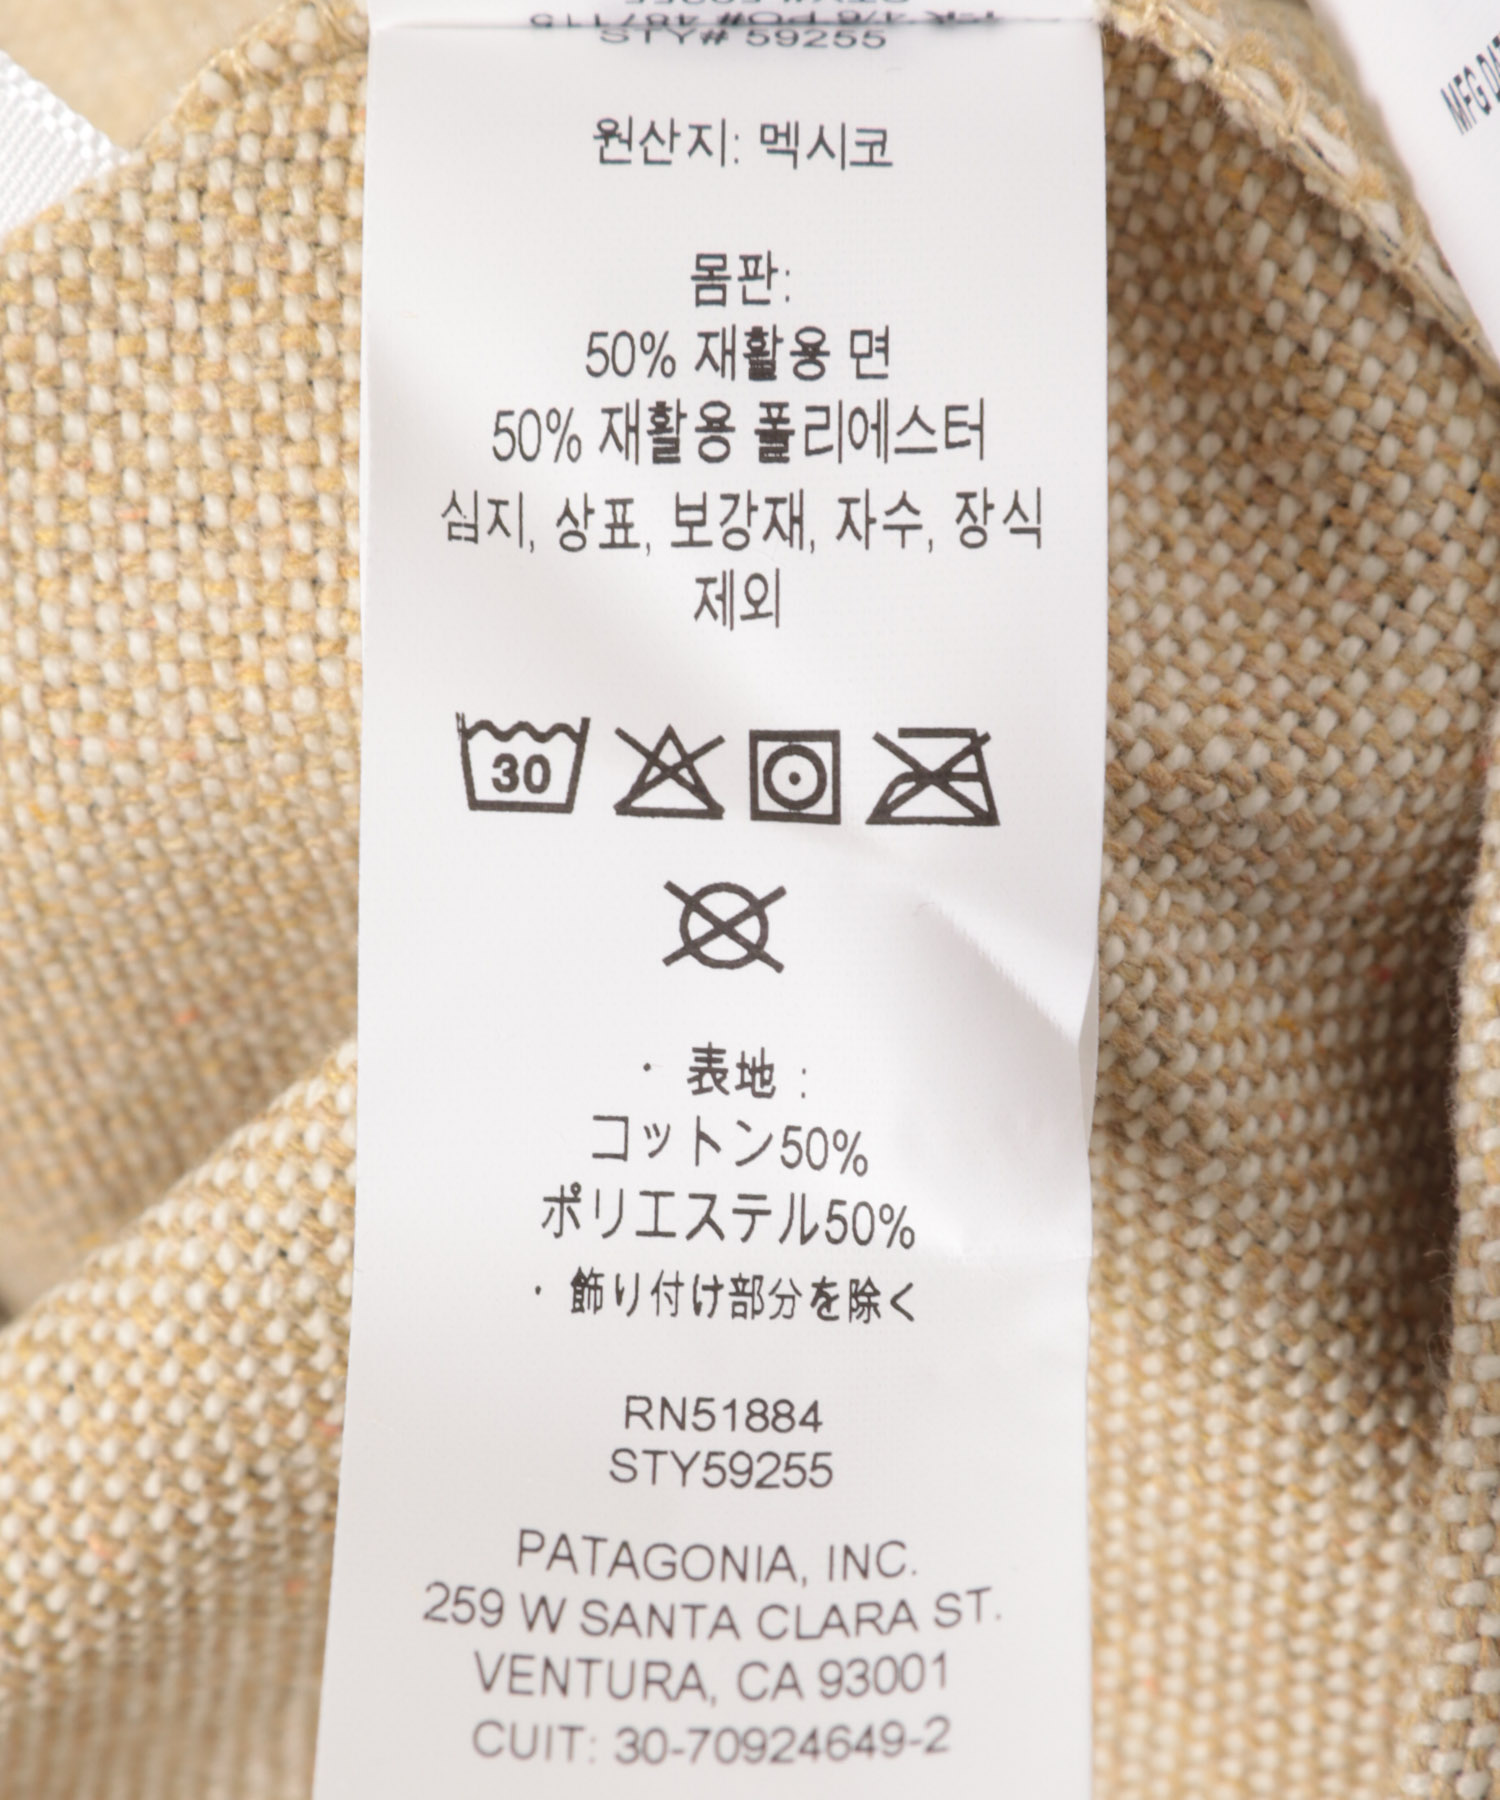 STY# 59255
원산지: 멕시코
몸판:
50% 재활용 면
50% 재활용 폴리에스터
심지, 상표, 보강재, 자수, 장식
제외
30
・表地 :
コットン50%
ポリエステル50%
・飾り付け部分を除く
RN51884
STY59255
PATAGONIA, INC.
259 W SANTA CLARA ST.
VENTURA, CA 93001
CUIT: 30-70924649-2
MFG DAT